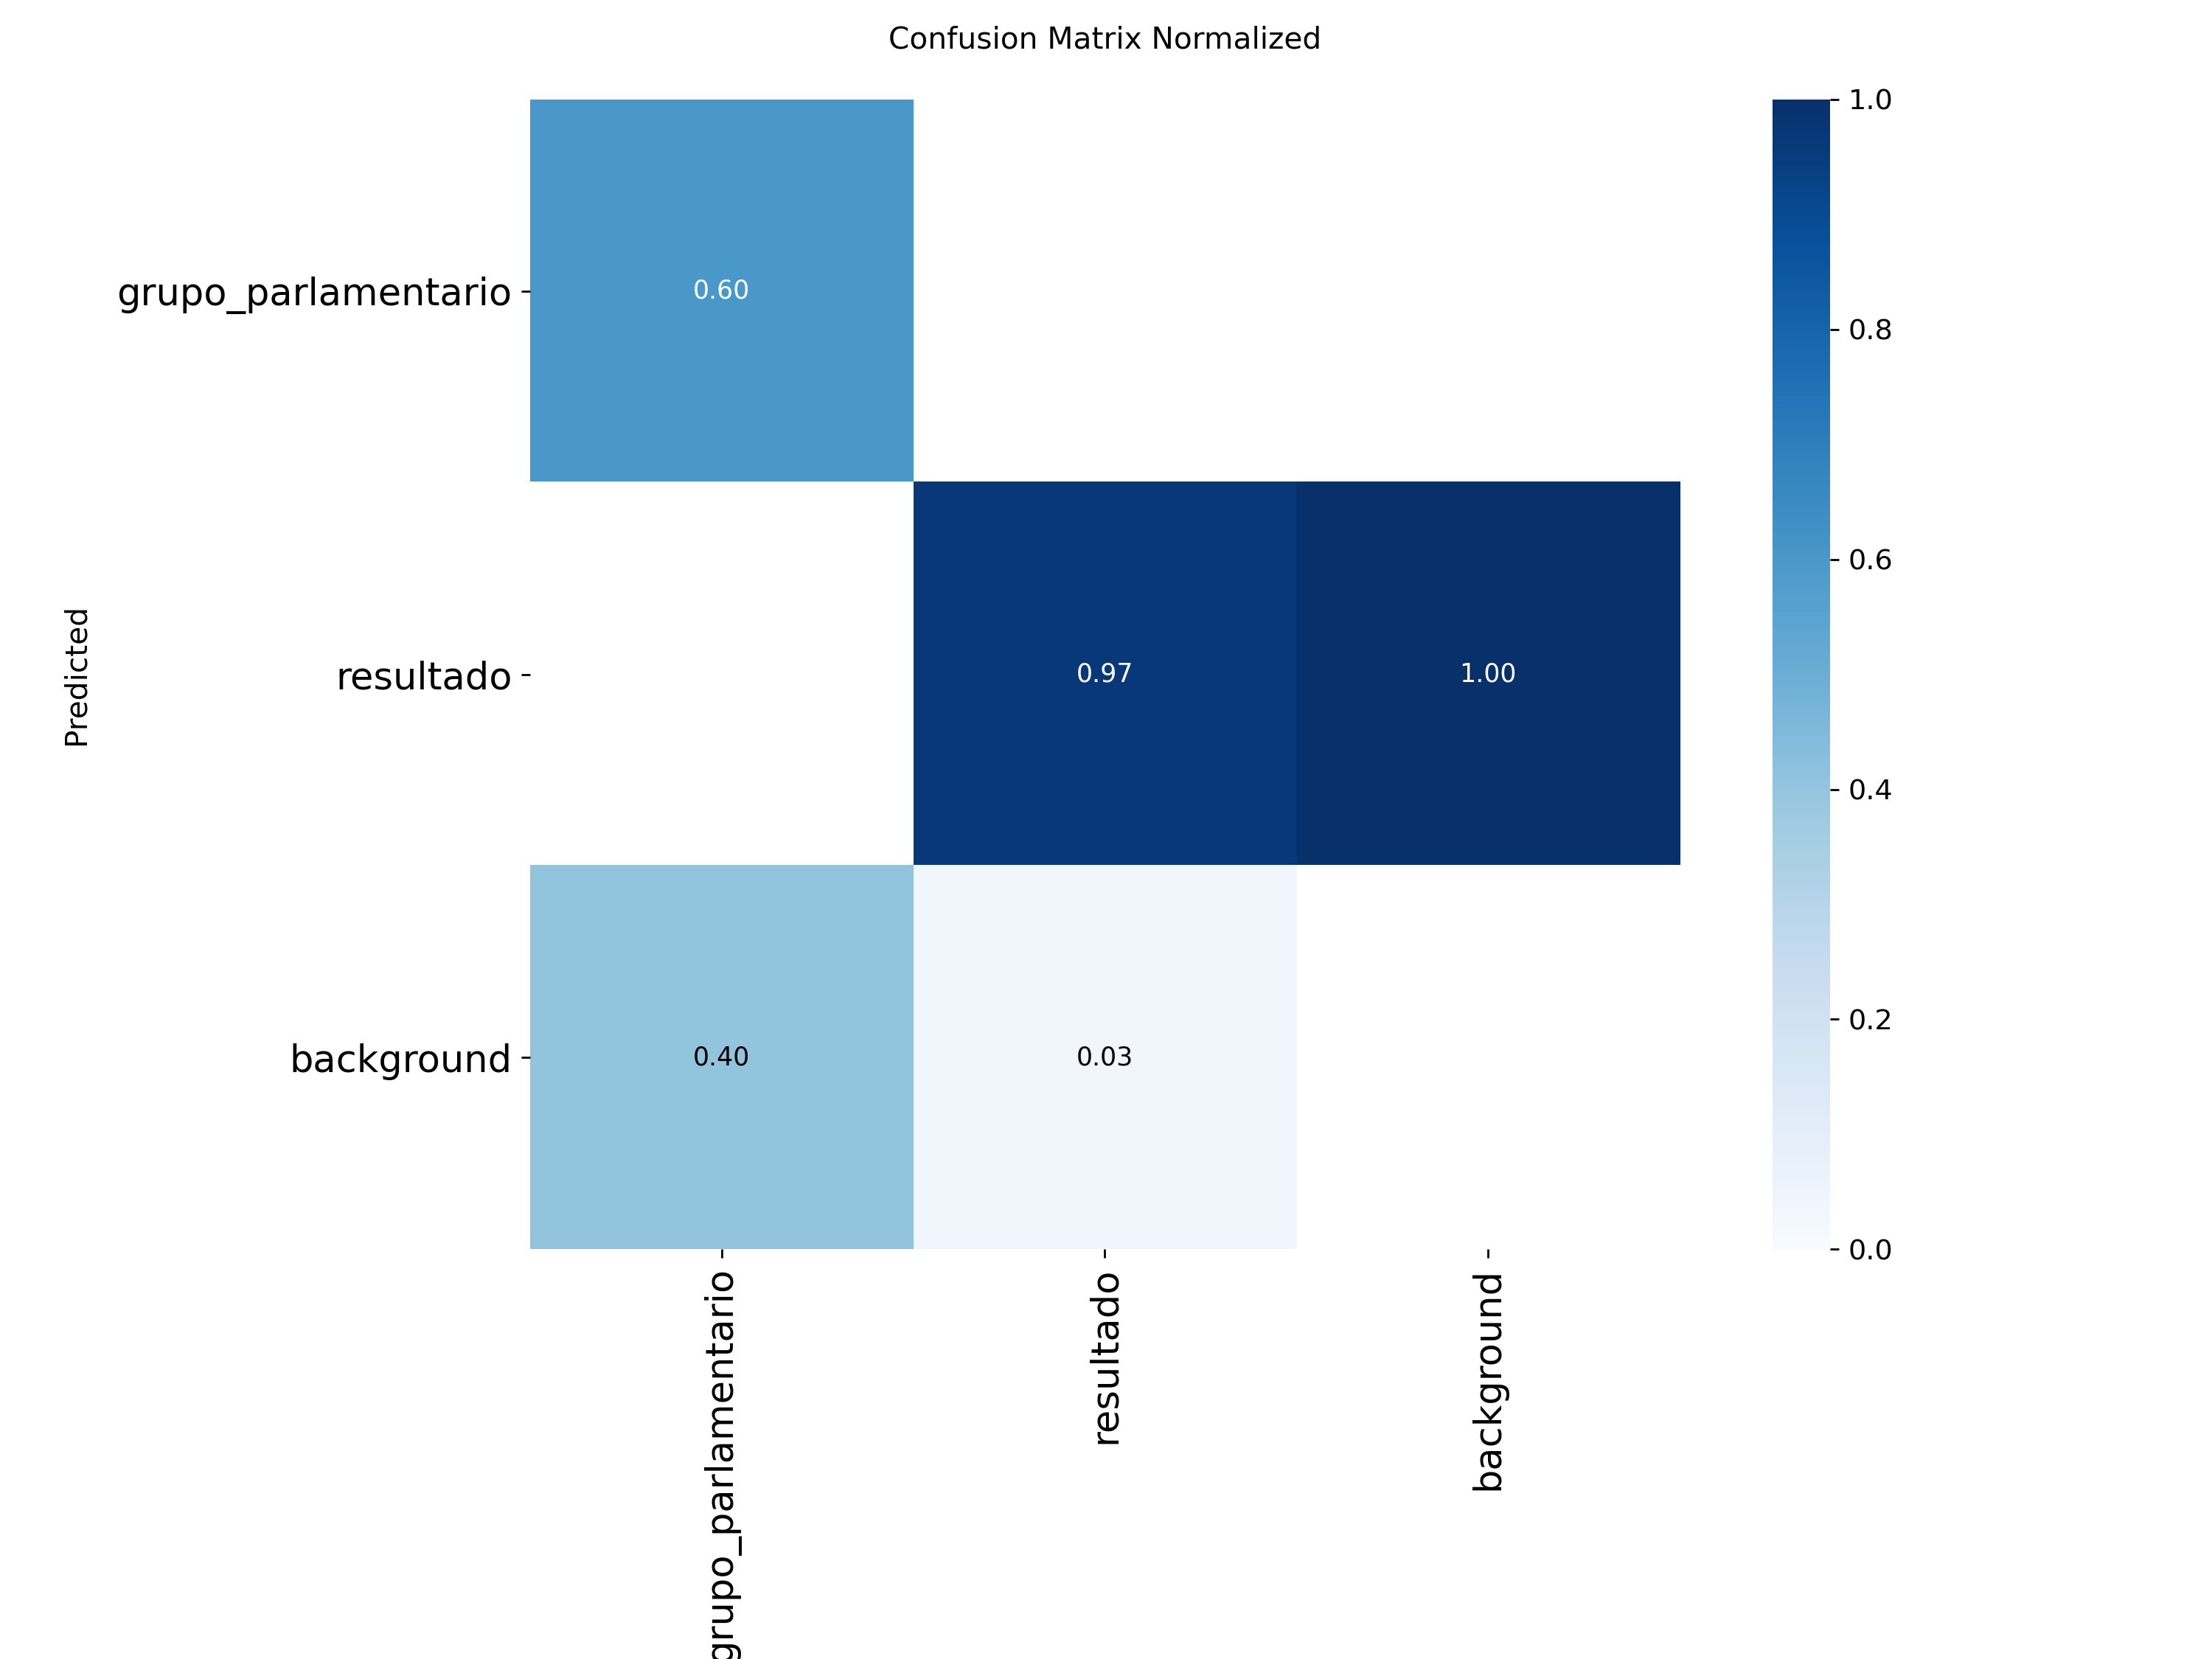 Confusion Matrix Normalized
Predicted
grupo_parlamentario
resultado
background
0.60
0.97
1.00
0.40
0.03
grupo_parlamentario
resultado
background
1.0
0.8
0.6
0.4
0.2
0.0